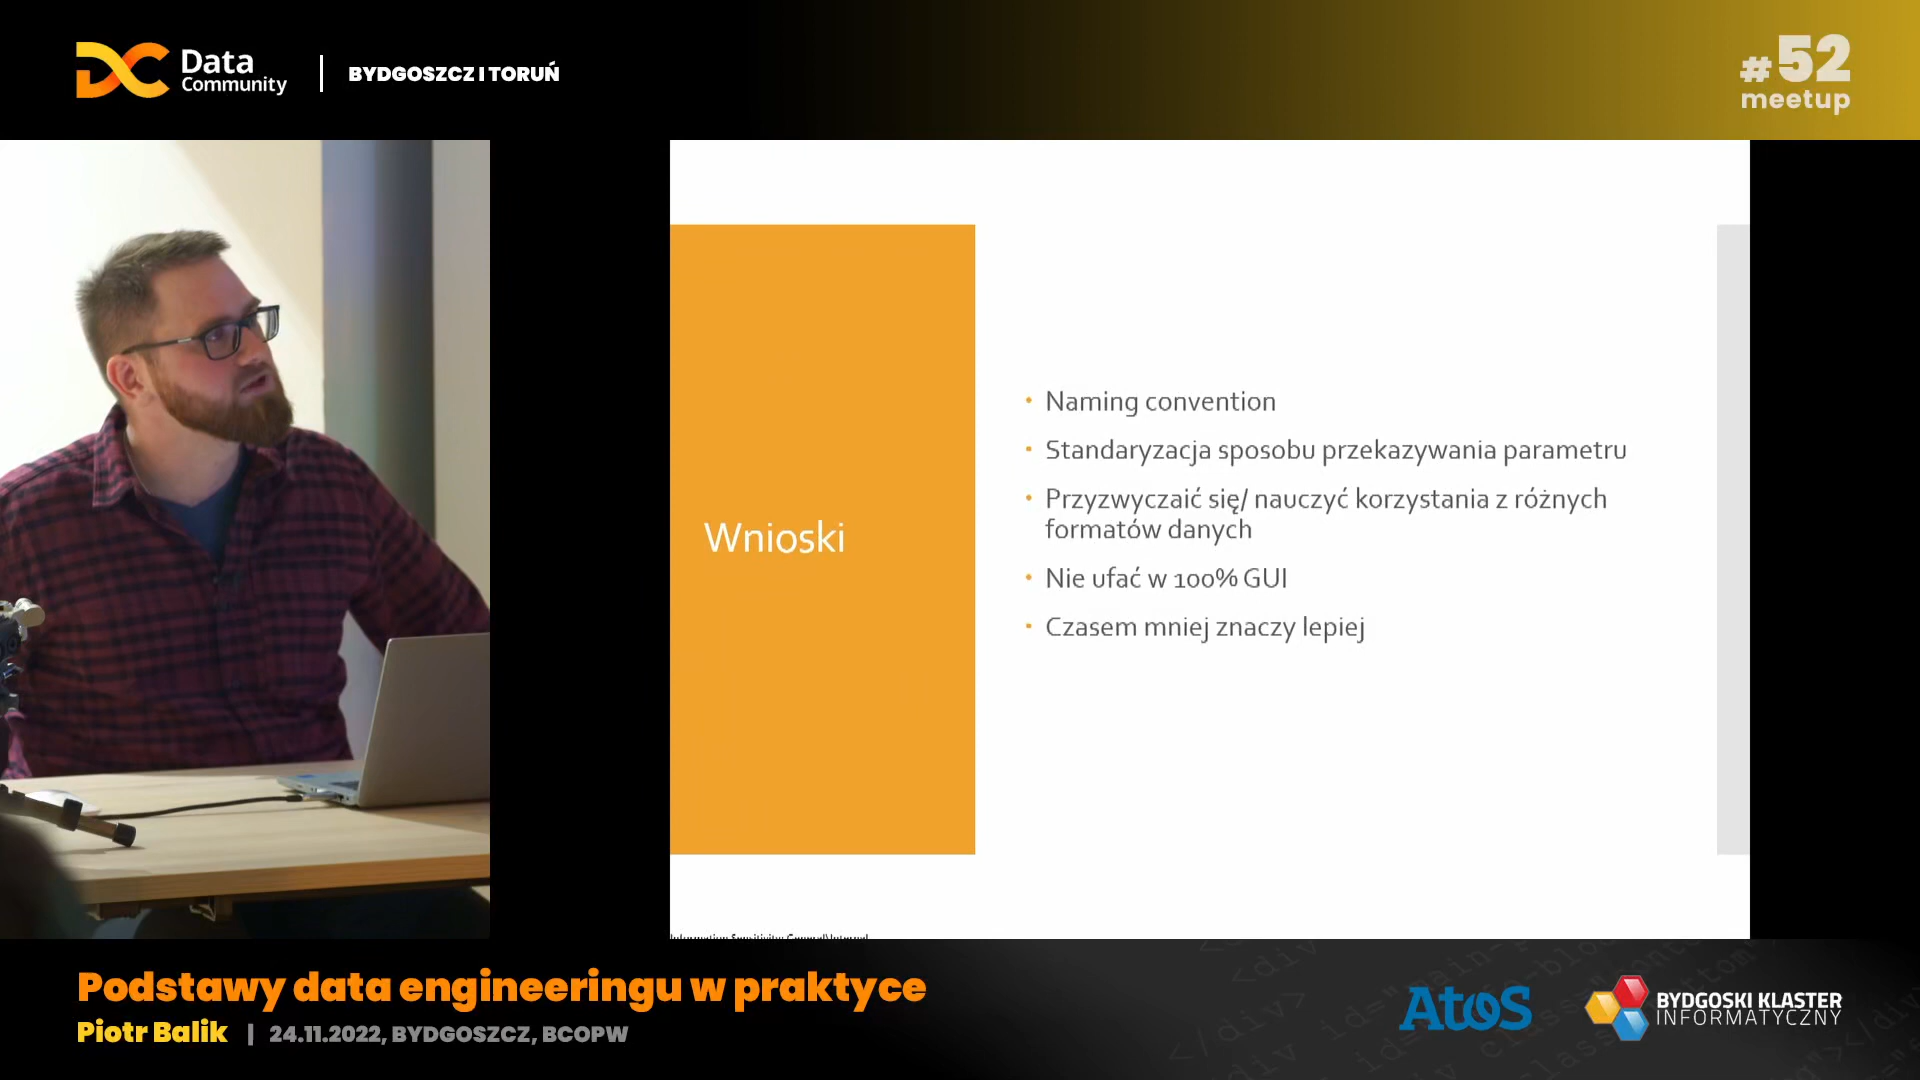 Data
Community
BYDGOSZCZ I TORUŃ
#52
meetup
Wnioski
• Naming convention
• Standaryzacja sposobu przekazywania parametru
• Przyzwyczaić się/ nauczyć korzystania z różnych
formatów danych
• Nie ufać w 100% GUI
• Czasem mniej znaczy lepiej
Podstawy data engineeringu w praktyce
Piotr Balik | 24.11.2022, BYDGOSZCZ, BCOPW
Atos
BYDGOSKI KLASTER
INFORMATYCZNY